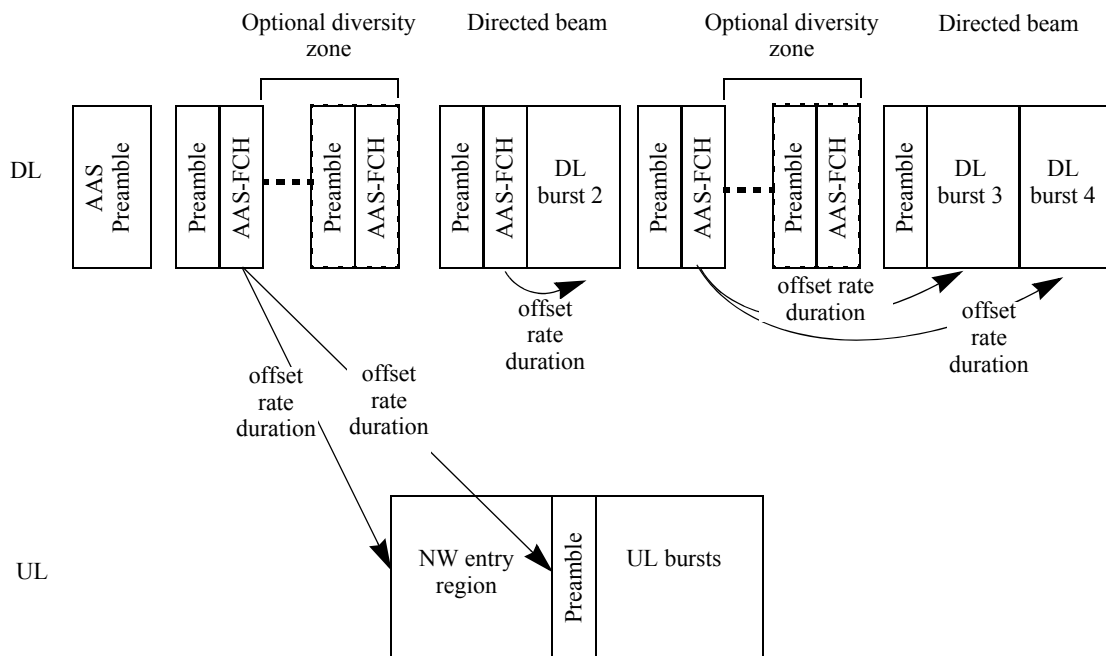 Optional diversity
zone
Directed beam
Optional diversity
zone
Directed beam
DL
AAS
Preamble
Preamble
AAS-FCH
Preamble
AAS-FCH
Preamble
AAS-FCH
DL
burst 2
Preamble
AAS-FCH
Preamble
AAS-FCH
Preamble
DL
burst 3
DL
burst 4
offset
rate
duration
offset rate
duration
offset
rate
duration
offset
rate
duration
offset
rate
duration
UL
NW entry
region
Preamble
UL bursts